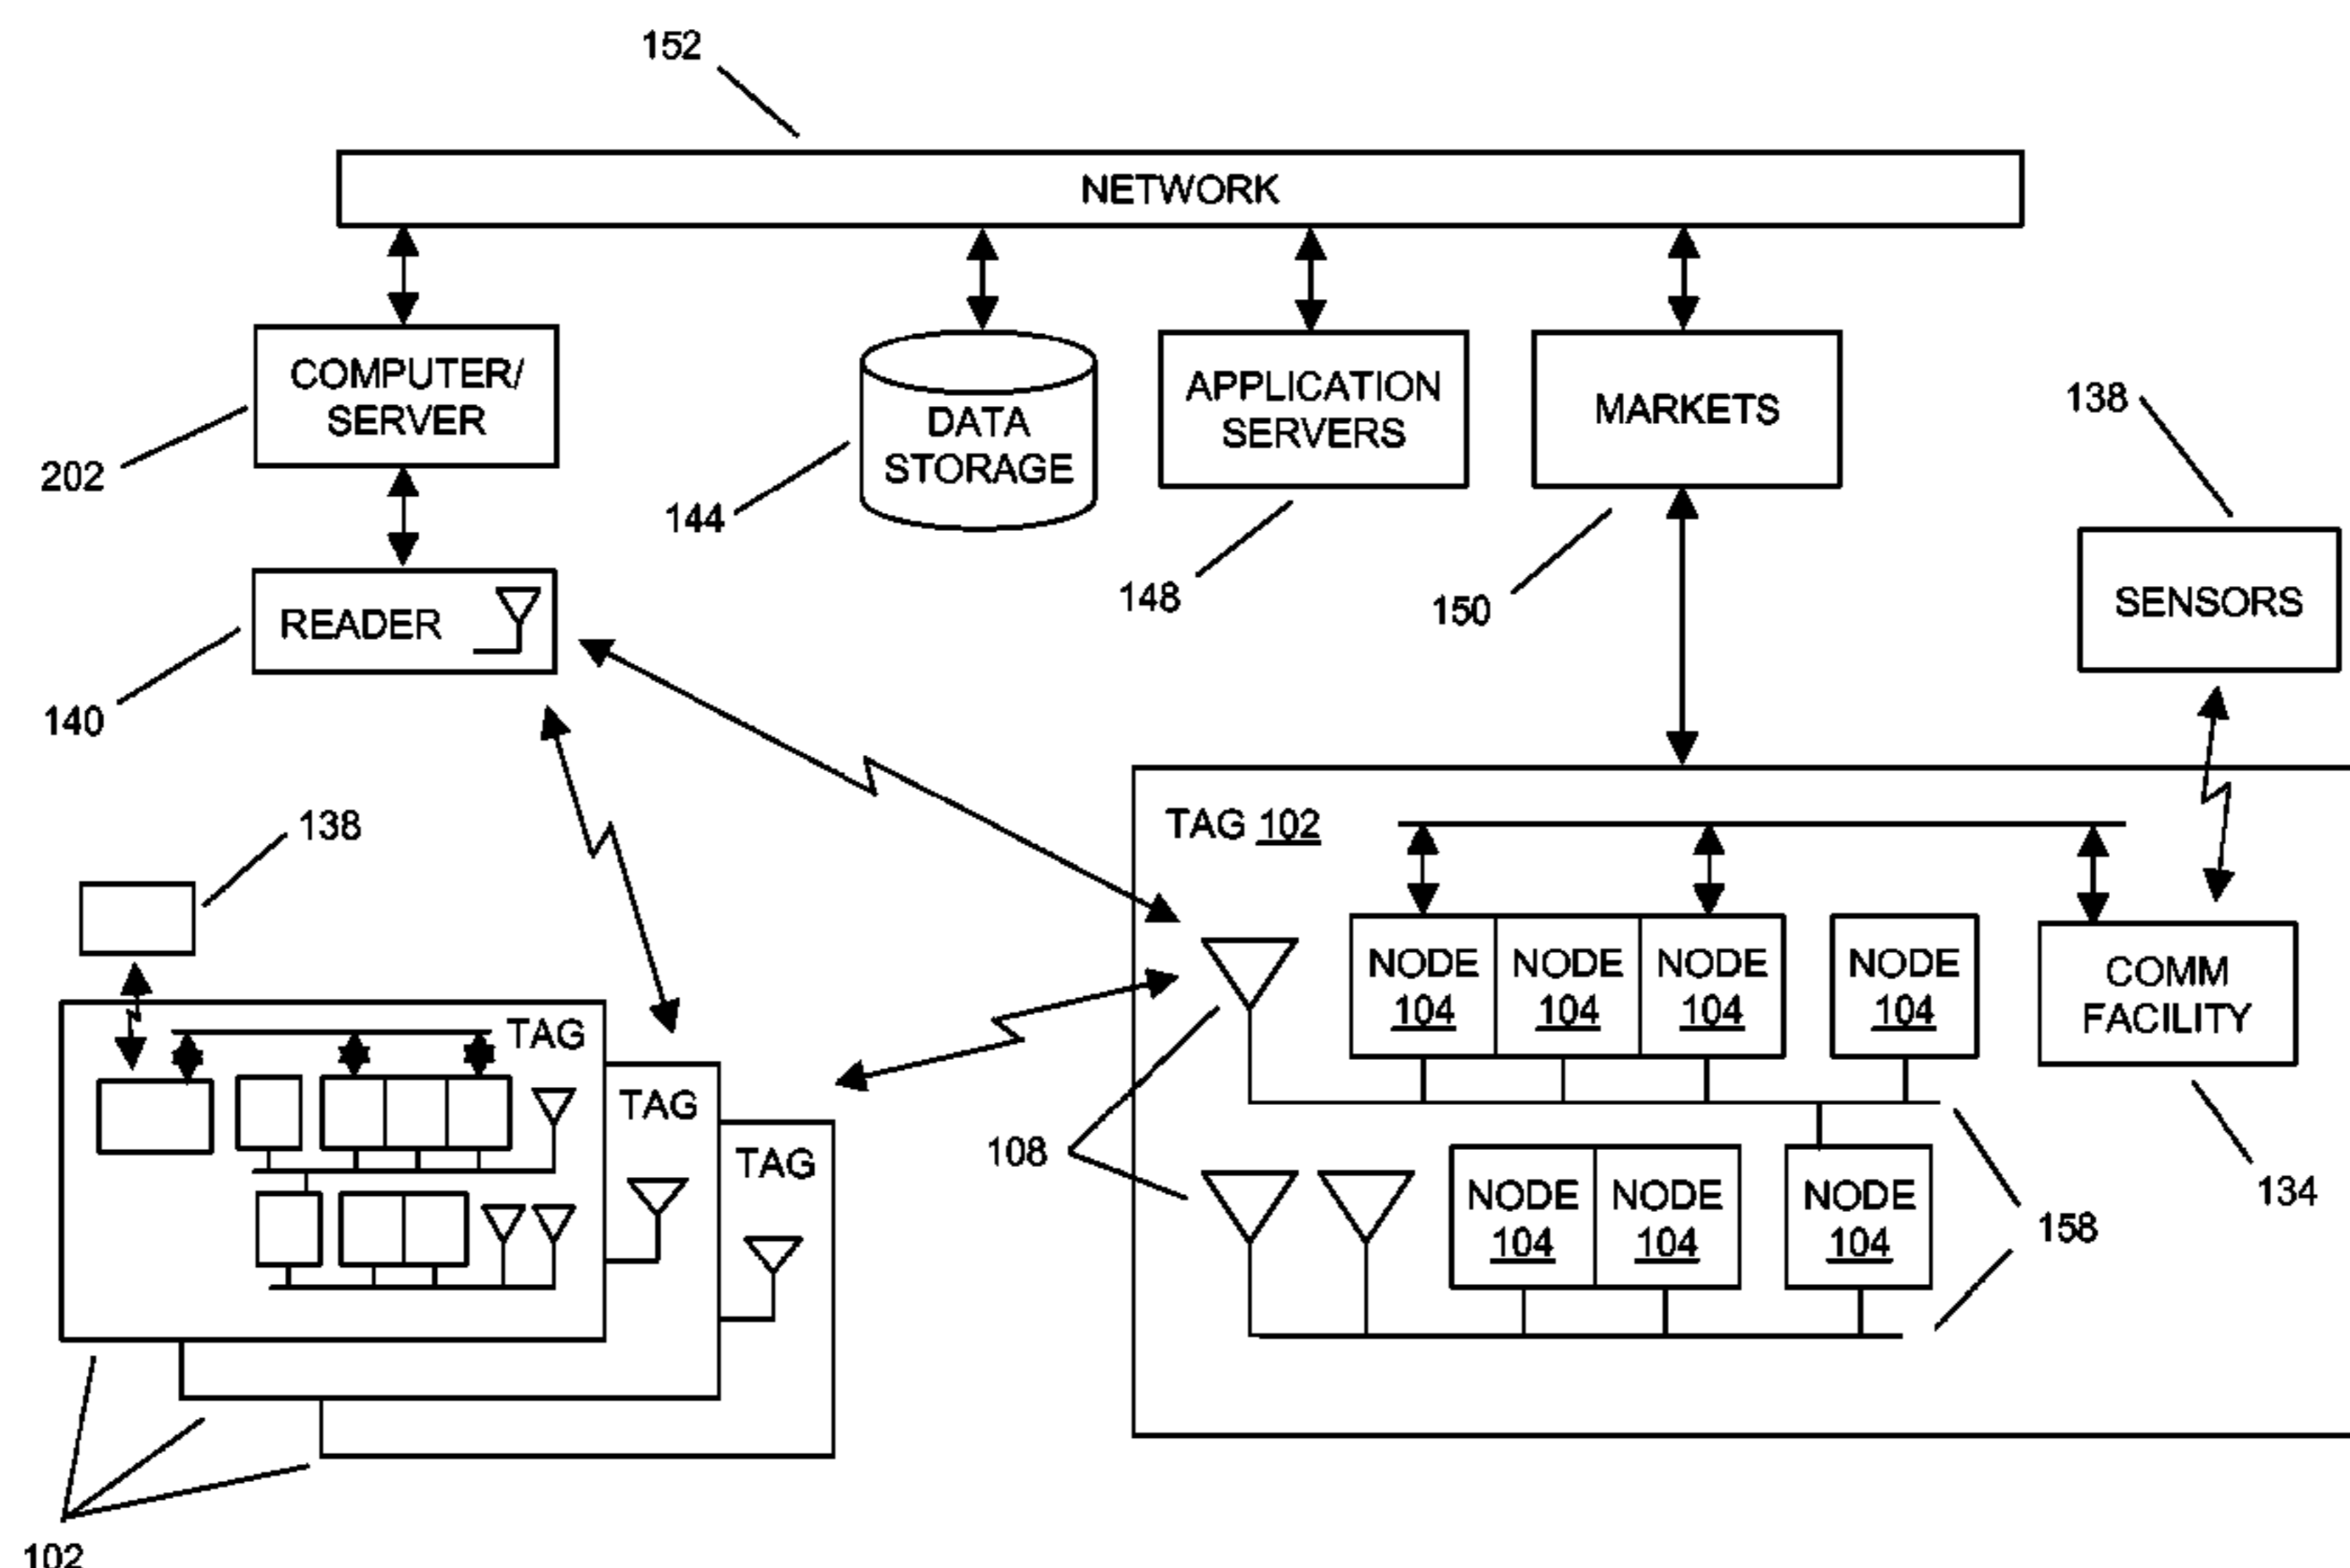 152
NETWORK
COMPUTER/
SERVER
202
DATA
STORAGE
144
APPLICATION
SERVERS
148
MARKETS
150
138
SENSORS
READER
140
138
TAG
TAG
TAG
102
TAG 102
NODE
104
NODE
104
NODE
104
NODE
104
COMM
FACILITY
134
108
NODE
104
NODE
104
NODE
104
158